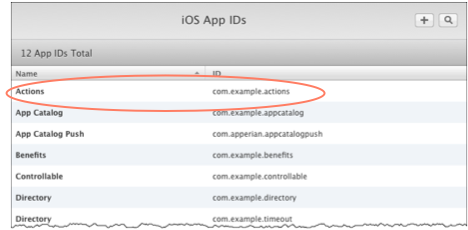 iOS App IDs
12 App IDs Total
Name ID
Actions com.example.actions
App Catalog com.example.appcatalog
App Catalog Push com.apperian.appcatalogpush
Benefits com.example.benefits
Controllable com.example.controllable
Directory com.example.directory
Directory com.example.timeout